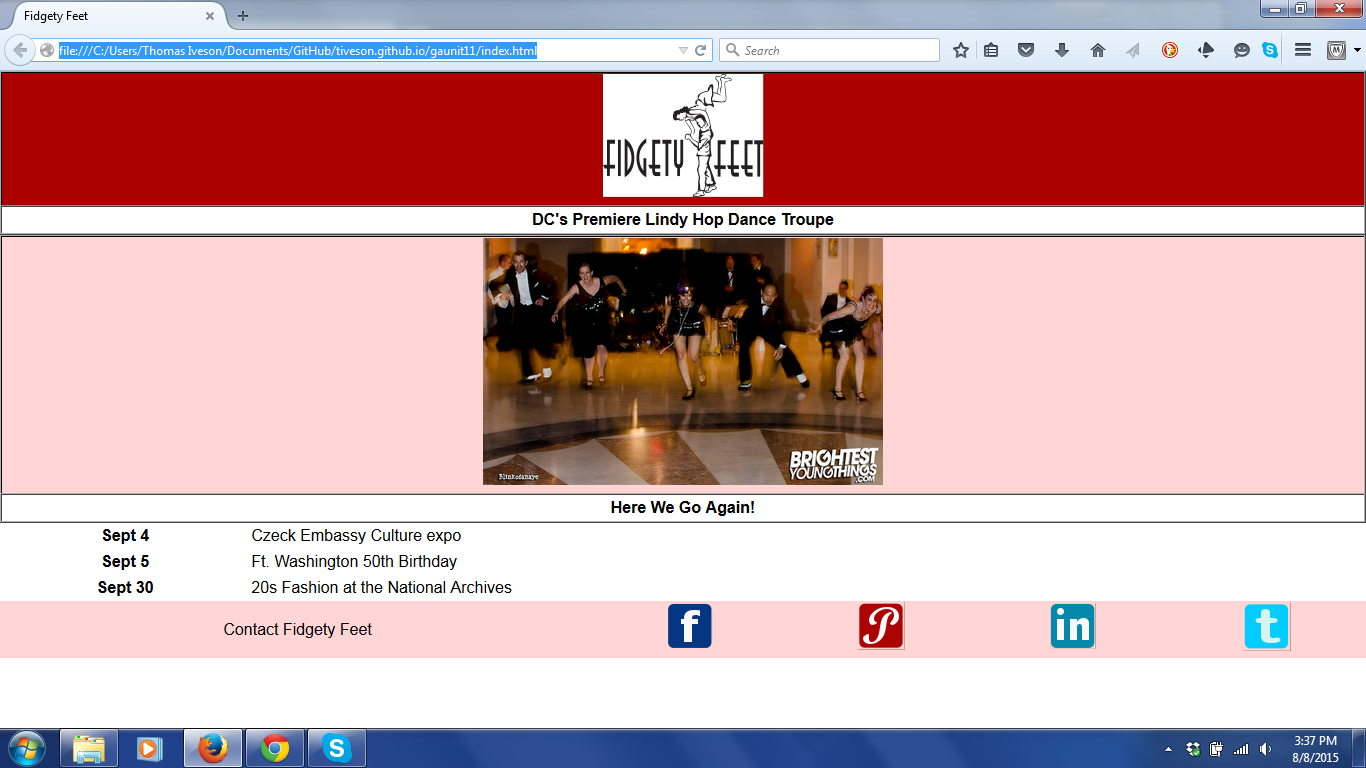 Fidgety Feet
file:///C:/Users/Thomas Iveson/Documents/GitHub/tiveson.github.io/gaunit11/index.html
Search
FIDGETY FEET
DC's Premiere Lindy Hop Dance Troupe
BRIGHTEST
YOUNG THINGS
.COM
Blinkofanaye
Here We Go Again!
Sept 4 Czeck Embassy Culture expo
Sept 5 Ft. Washington 50th Birthday
Sept 30 20s Fashion at the National Archives
Contact Fidgety Feet f P in t
3:37 PM
8/8/2015